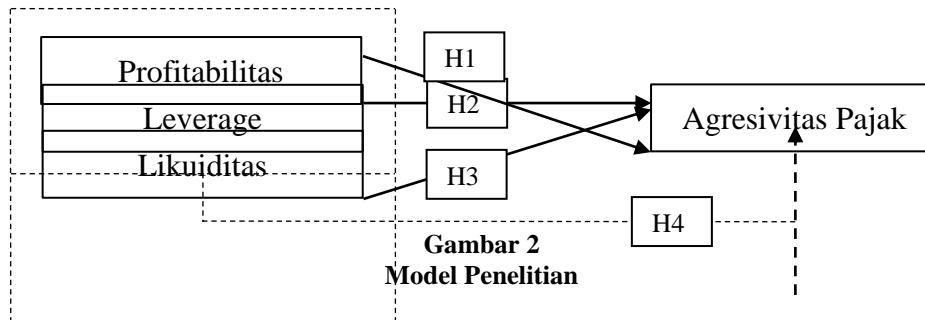 H1
Profitabilitas
H2
Leverage
Agresivitas Pajak
Likuiditas
H3
H4
Gambar 2
Model Penelitian